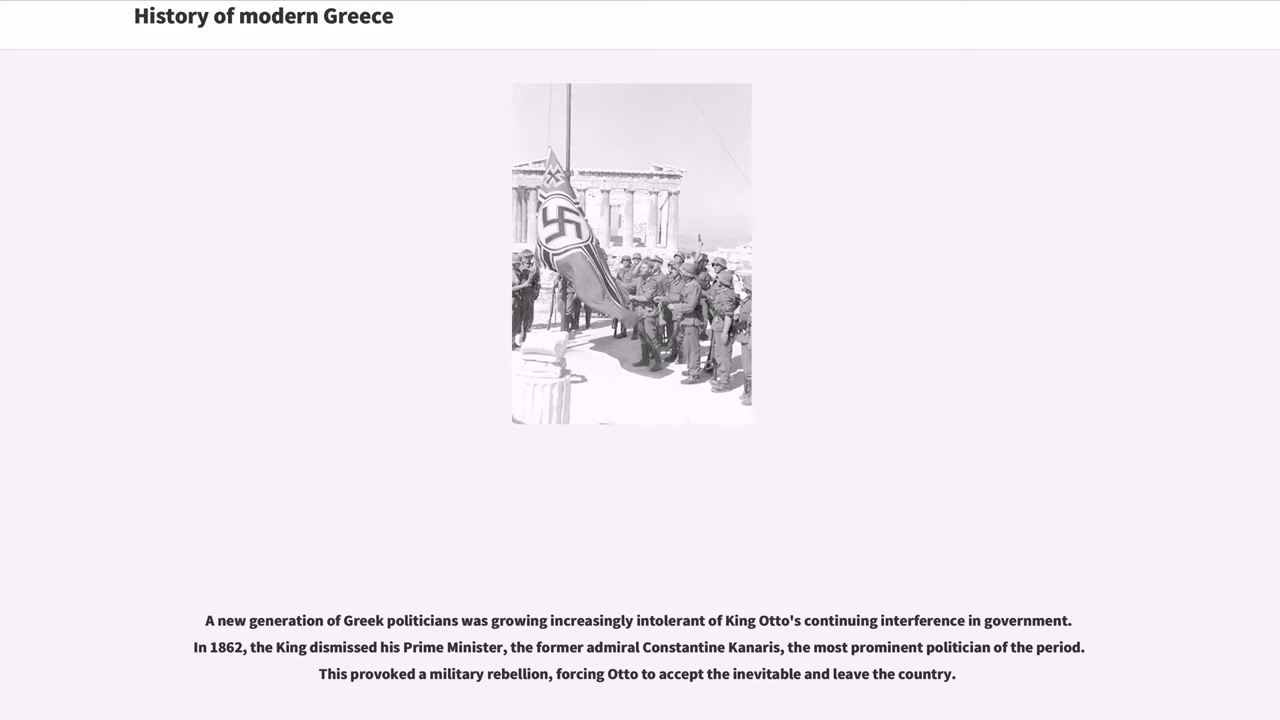 History of modern Greece
A new generation of Greek politicians was growing increasingly intolerant of King Otto's continuing interference in government.
In 1862, the King dismissed his Prime Minister, the former admiral Constantine Kanaris, the most prominent politician of the period.
This provoked a military rebellion, forcing Otto to accept the inevitable and leave the country.